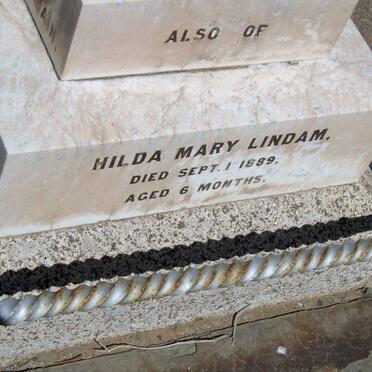 ALSO OF
HILDA MARY LINDAM,
DIED SEPT. 1 1889,
AGED 6 MONTHS.